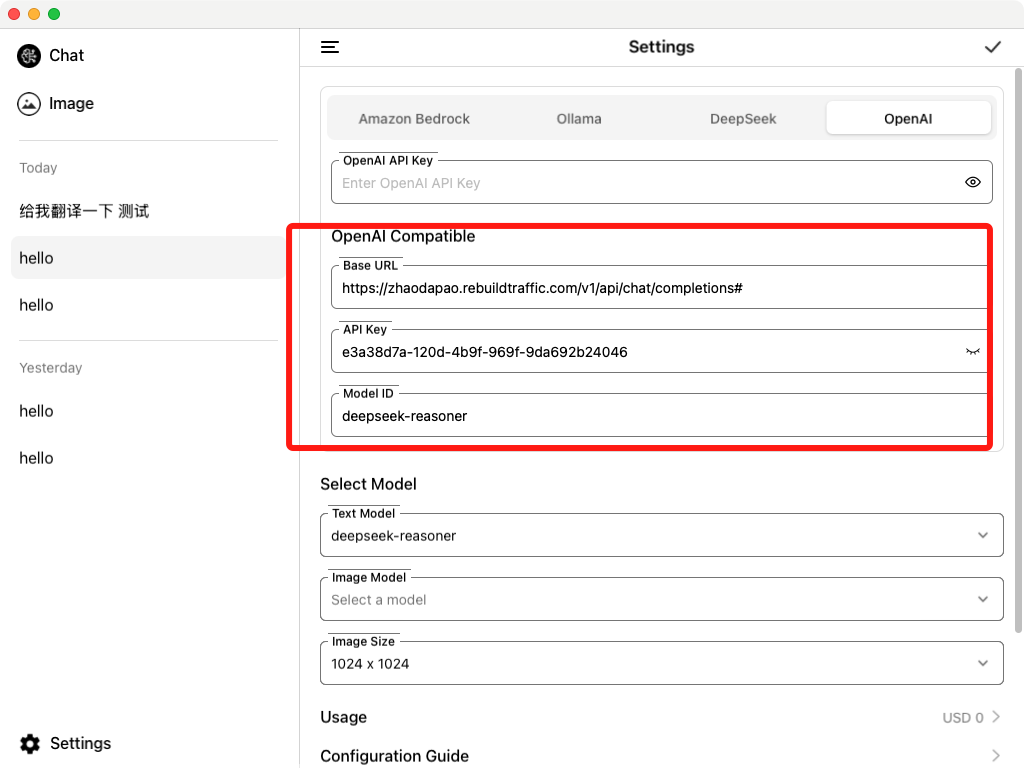 Settings
Chat
Image
Today
给我翻译一下 测试
hello
hello
Yesterday
hello
hello
Settings
Amazon Bedrock
Ollama
DeepSeek
OpenAI
OpenAI API Key
Enter OpenAI API Key
OpenAI Compatible
Base URL
https://zhaodapao.rebuildtraffic.com/v1/api/chat/completions#
API Key
e3a38d7a-120d-4b9f-969f-9da692b24046
Model ID
deepseek-reasoner
Select Model
Text Model
deepseek-reasoner
Image Model
Select a model
Image Size
1024 x 1024
Usage
USD 0
Configuration Guide